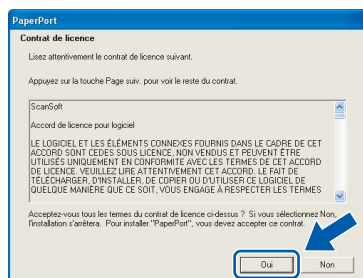 PaperPort
Contrat de licence
Lisez attentivement le contrat de licence suivant.
Appuyez sur la touche Page suiv. pour voir le reste du contrat.
ScanSoft
Accord de licence pour logiciel
LE LOGICIEL ET LES ÉLÉMENTS CONNEXES FOURNIS DANS LE CADRE DE CET
ACCORD SONT CEDES SOUS LICENCE, NON VENDUS ET PEUVENT ÊTRE
UTILISÉS UNIQUEMENT EN CONFORMITE AVEC LES TERMES DE CET ACCORD
DE LICENCE. VEUILLEZ LIRE ATTENTIVEMENT CET ACCORD. LE FAIT DE
TÉLÉCHARGER, D'INSTALLER, DE COPIER OU D'UTILISER CE LOGICIEL DE
QUELQUE MANIÈRE QUE CE SOIT, VOUS ENGAGE À RESPECTER LES TERMES
Acceptez-vous tous les termes du contrat de licence ci-dessus ? Si vous sélectionnez Non,
l'installation s'arrêtera. Pour installer "PaperPort", vous devez accepter ce contrat.
Oui
Non